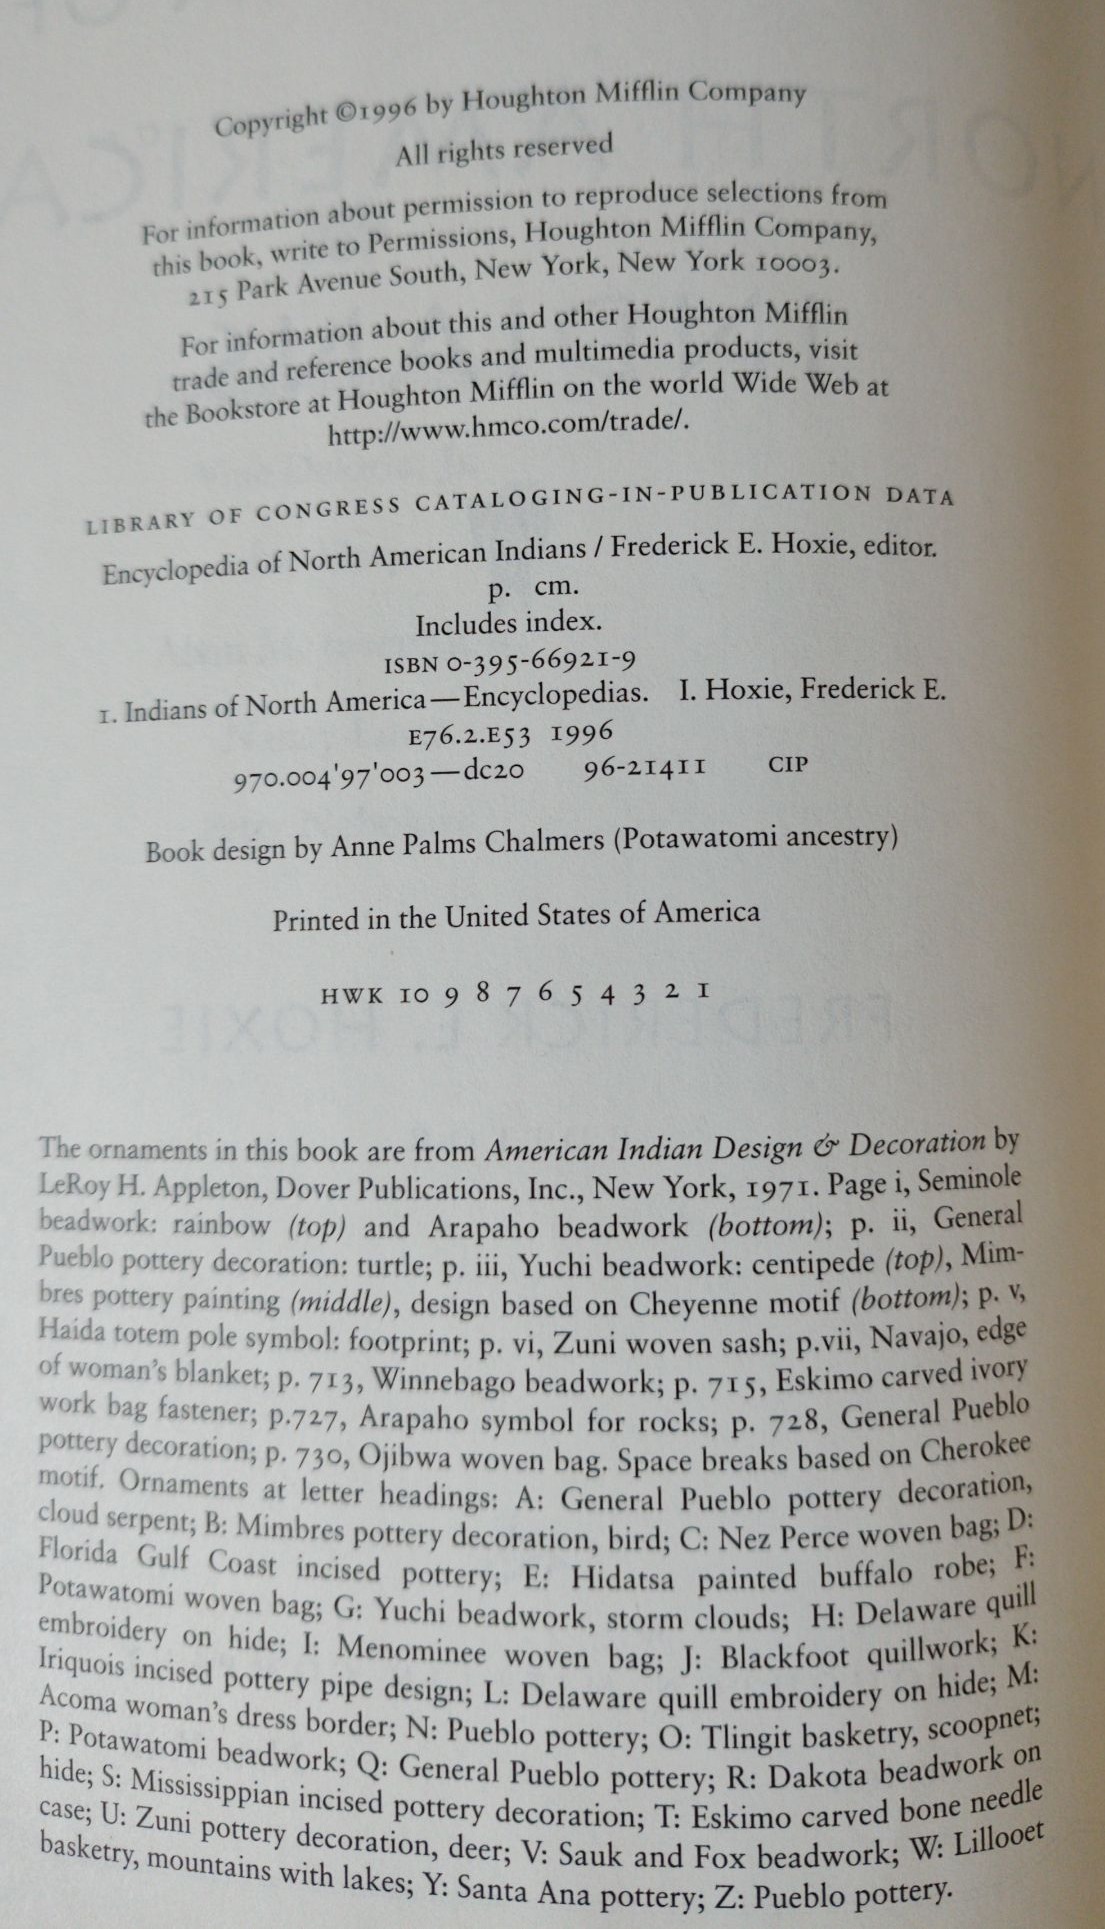 Copyright ©1996 by Houghton Mifflin Company
All rights reserved
For information about permission to reproduce selections from
this book, write to Permissions, Houghton Mifflin Company,
215 Park Avenue South, New York, New York 10003.
For information about this and other Houghton Mifflin
trade and reference books and multimedia products, visit
the Bookstore at Houghton Mifflin on the world Wide Web at
http://www.hmco.com/trade/.
LIBRARY OF CONGRESS CATALOGING-IN-PUBLICATION DATA
Encyclopedia of North American Indians / Frederick E. Hoxie, editor.
p. cm.
Includes index.
ISBN 0-395-66921-9
1. Indians of North America—Encyclopedias. I. Hoxie, Frederick E.
E76.2.E53 1996
970.004'97'003—dc20 96-21411 CIP
Book design by Anne Palms Chalmers (Potawatomi ancestry)
Printed in the United States of America
HWK 10 9 8 7 6 5 4 3 2 1
The ornaments in this book are from American Indian Design & Decoration by
LeRoy H. Appleton, Dover Publications, Inc., New York, 1971. Page i, Seminole
beadwork: rainbow (top) and Arapaho beadwork (bottom); p. ii, General
Pueblo pottery decoration: turtle; p. iii, Yuchi beadwork: centipede (top), Mim-
bres pottery painting (middle), design based on Cheyenne motif (bottom); p. v,
Haida totem pole symbol: footprint; p. vi, Zuni woven sash; p.vii, Navajo, edge
of woman's blanket; p. 713, Winnebago beadwork; p. 715, Eskimo carved ivory
work bag fastener; p.727, Arapaho symbol for rocks; p. 728, General Pueblo
pottery decoration; p. 730, Ojibwa woven bag. Space breaks based on Cherokee
motif. Ornaments at letter headings: A: General Pueblo pottery decoration,
cloud serpent; B: Mimbres pottery decoration, bird; C: Nez Perce woven bag; D:
Florida Gulf Coast incised pottery; E: Hidatsa painted buffalo robe; F:
Potawatomi woven bag; G: Yuchi beadwork, storm clouds; H: Delaware quill
embroidery on hide; I: Menominee woven bag; J: Blackfoot quillwork; K:
Iriquois incised pottery pipe design; L: Delaware quill embroidery on hide; M:
Acoma woman's dress border; N: Pueblo pottery; O: Tlingit basketry, scoopnet;
P: Potawatomi beadwork; Q: General Pueblo pottery; R: Dakota beadwork on
hide; S: Mississippian incised pottery decoration; T: Eskimo carved bone needle
case; U: Zuni pottery decoration, deer; V: Sauk and Fox beadwork; W: Lillooet
basketry, mountains with lakes; Y: Santa Ana pottery; Z: Pueblo pottery.